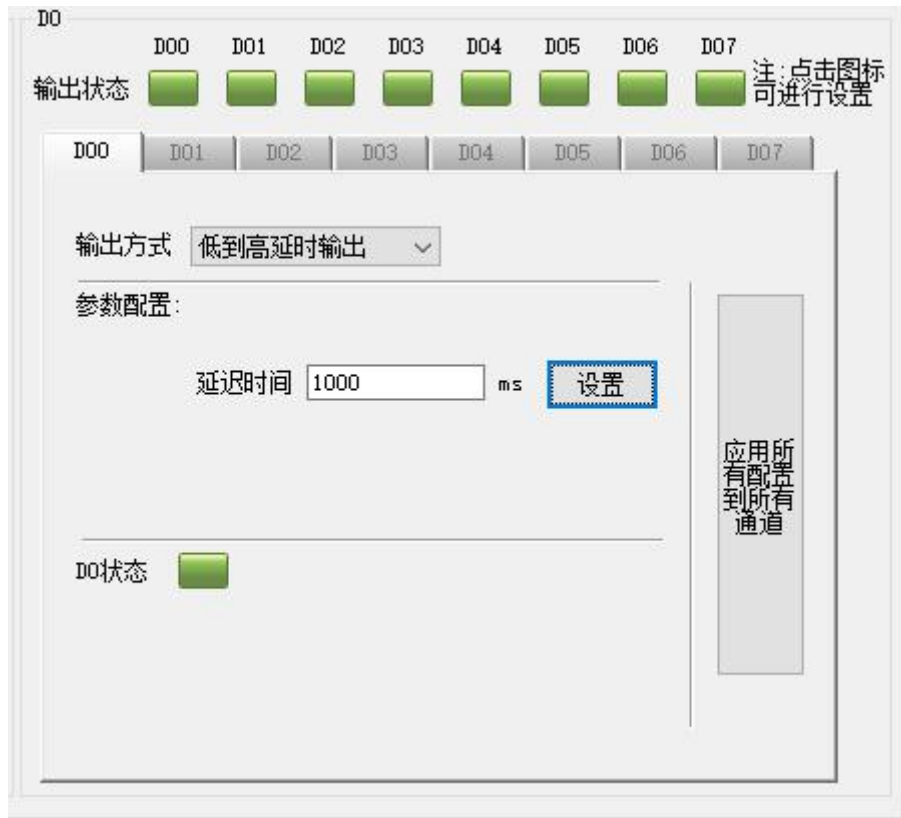 DO
DO0 DO1 DO2 DO3 DO4 DO5 DO6 DO7
输出状态
注:点击图标
可进行设置
DO0 DO1 DO2 DO3 DO4 DO5 DO6 DO7
输出方式 低到高延时输出
参数配置:
延迟时间 1000 ms 设置
应用所
有配置
到所有
通道
DO状态